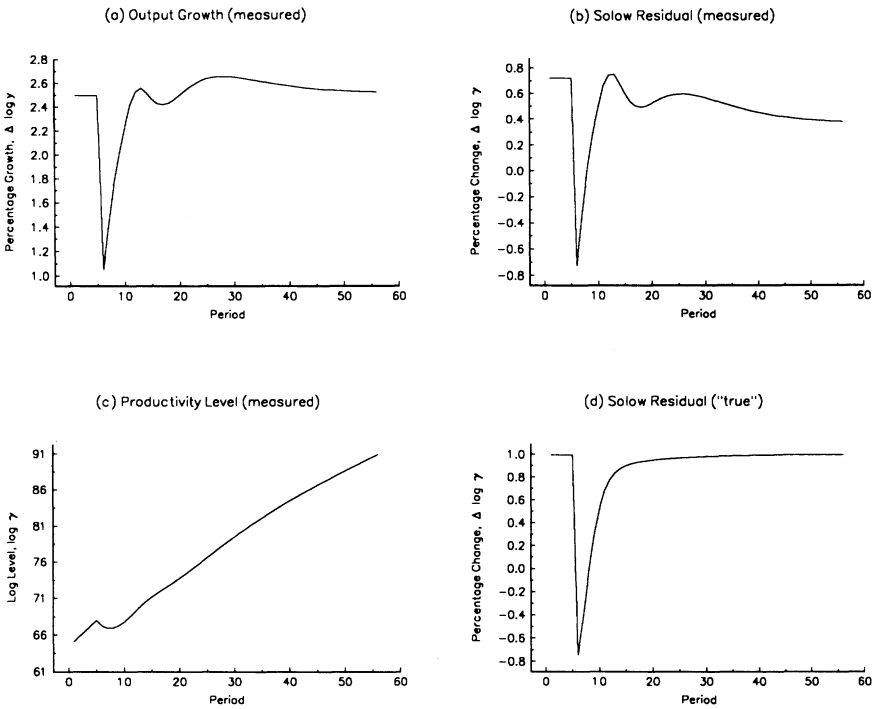 (a) Output Growth (measured)
Percentage Growth, Δ log y
2.8
2.6
2.4
2.2
2.0
1.8
1.6
1.4
1.2
1.0
0 10 20 30 40 50 60
Period
(b) Solow Residual (measured)
Percentage Change, Δ log γ
0.8
0.6
0.4
0.2
0.0
−0.2
−0.4
−0.6
−0.8
0 10 20 30 40 50 60
Period
(c) Productivity Level (measured)
Log Level, log γ
91
86
81
76
71
66
61
0 10 20 30 40 50 60
Period
(d) Solow Residual ("true")
Percentage Change, Δ log γ
1.0
0.8
0.6
0.4
0.2
0.0
−0.2
−0.4
−0.6
−0.8
0 10 20 30 40 50 60
Period